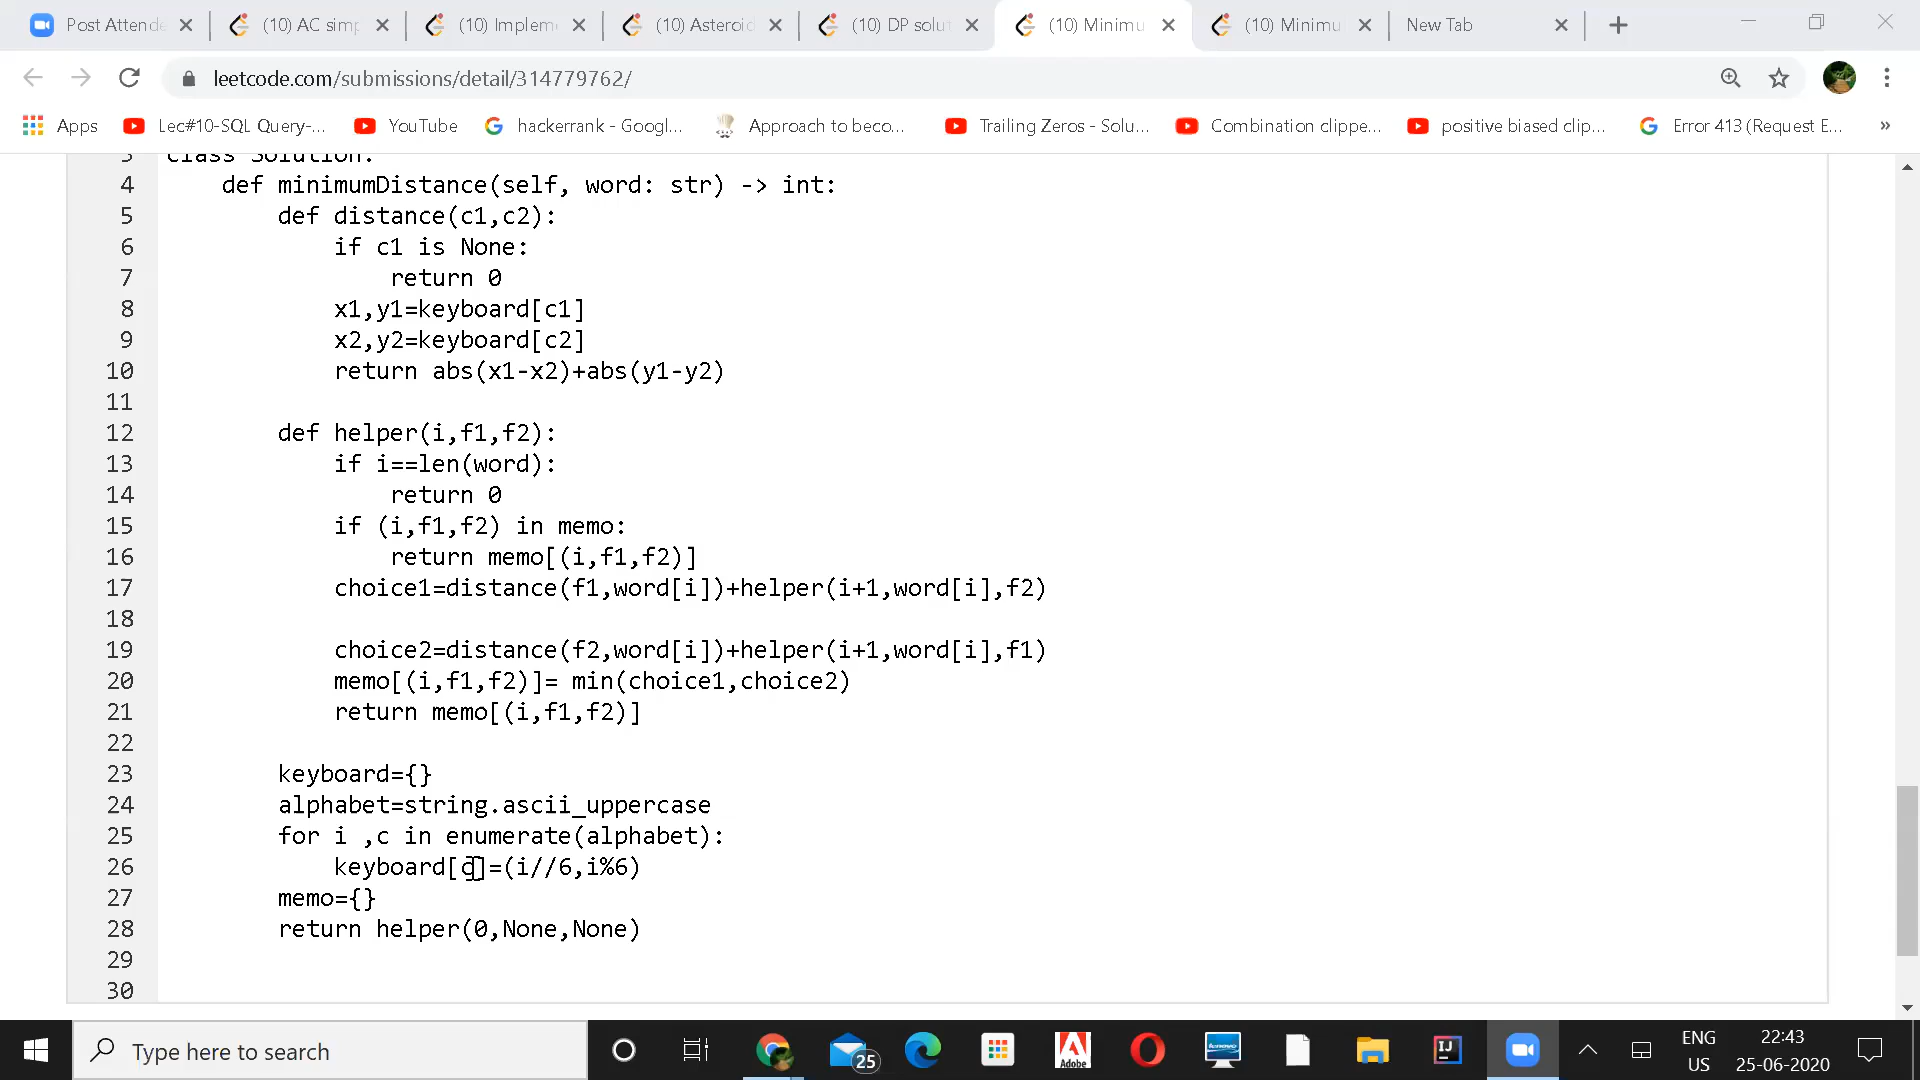 Post Attende
(10) AC simp
(10) Implem
(10) Asteroid
(10) DP solut
(10) Minimu
(10) Minimu
New Tab
leetcode.com/submissions/detail/314779762/
Apps
Lec#10-SQL Query-...
YouTube
hackerrank - Googl...
Approach to beco...
Trailing Zeros - Solu...
Combination clippe...
positive biased clip...
Error 413 (Request E...
»
3 class Solution:
4 def minimumDistance(self, word: str) -> int:
5 def distance(c1,c2):
6 if c1 is None:
7 return 0
8 x1,y1=keyboard[c1]
9 x2,y2=keyboard[c2]
10 return abs(x1-x2)+abs(y1-y2)
11
12 def helper(i,f1,f2):
13 if i==len(word):
14 return 0
15 if (i,f1,f2) in memo:
16 return memo[(i,f1,f2)]
17 choice1=distance(f1,word[i])+helper(i+1,word[i],f2)
18
19 choice2=distance(f2,word[i])+helper(i+1,word[i],f1)
20 memo[(i,f1,f2)]= min(choice1,choice2)
21 return memo[(i,f1,f2)]
22
23 keyboard={}
24 alphabet=string.ascii_uppercase
25 for i ,c in enumerate(alphabet):
26 keyboard[c]=(i//6,i%6)
27 memo={}
28 return helper(0,None,None)
29
30
Type here to search
25
Adobe
Lenovo
IJ
ENG
US
22:43
25-06-2020